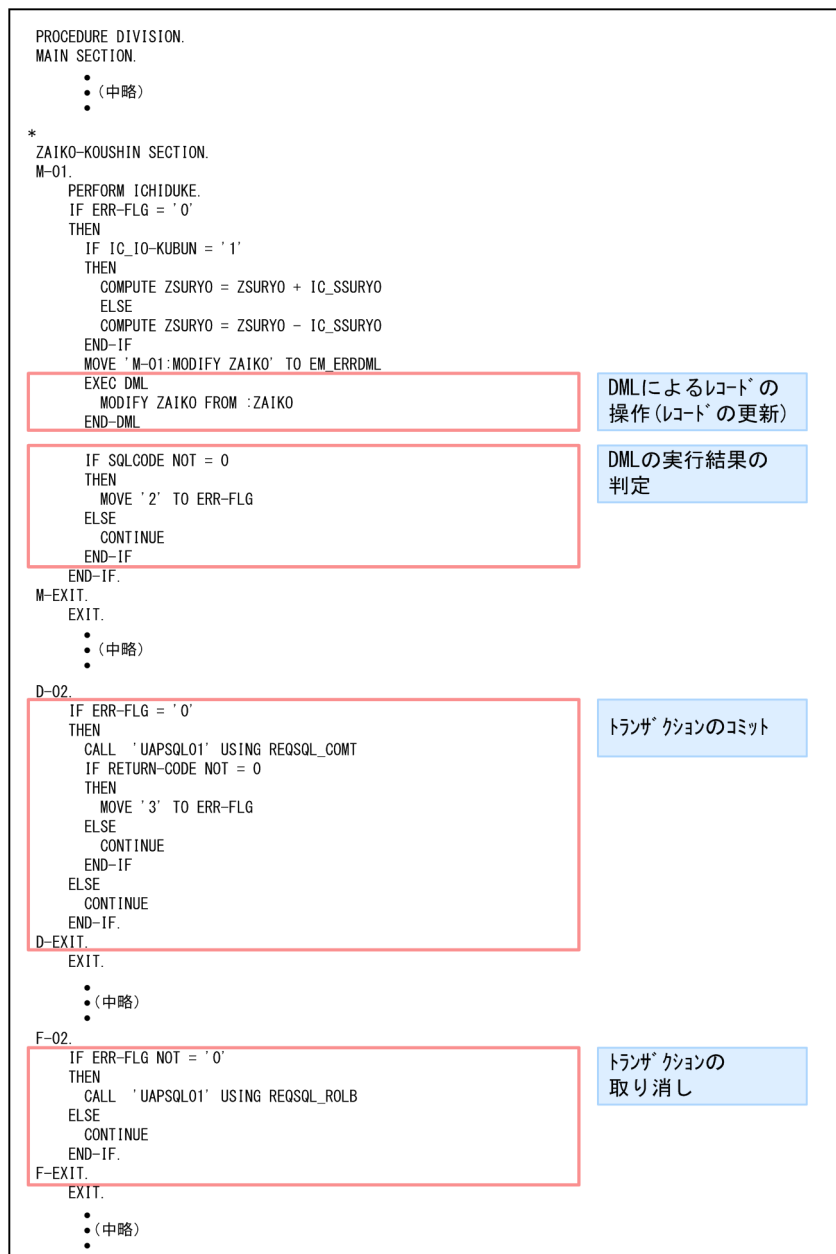 PROCEDURE DIVISION.
MAIN SECTION.
•
•(中略)
•
*
ZAIKO-KOUSHIN SECTION.
M-01.
PERFORM ICHIDUKE.
IF ERR-FLG = '0'
THEN
IF IC_IO-KUBUN = '1'
THEN
COMPUTE ZSURYO = ZSURYO + IC_SSURYO
ELSE
COMPUTE ZSURYO = ZSURYO - IC_SSURYO
END-IF
MOVE 'M-01:MODIFY ZAIKO' TO EM_ERRDML
EXEC DML
MODIFY ZAIKO FROM :ZAIKO
END-DML
DMLによるﾚｺｰﾄﾞの
操作(ﾚｺｰﾄﾞの更新)
IF SQLCODE NOT = 0
THEN
MOVE '2' TO ERR-FLG
ELSE
CONTINUE
END-IF
DMLの実行結果の
判定
END-IF.
M-EXIT.
EXIT.
•
•(中略)
•
D-02.
IF ERR-FLG = '0'
THEN
CALL 'UAPSQL01' USING REQSQL_COMT
IF RETURN-CODE NOT = 0
THEN
MOVE '3' TO ERR-FLG
ELSE
CONTINUE
END-IF
ELSE
CONTINUE
END-IF.
D-EXIT.
ﾄﾗﾝｻﾞｸｼｮﾝのｺﾐｯﾄ
EXIT.
•
•(中略)
•
F-02.
IF ERR-FLG NOT = '0'
THEN
CALL 'UAPSQL01' USING REQSQL_ROLB
ELSE
CONTINUE
END-IF.
F-EXIT.
ﾄﾗﾝｻﾞｸｼｮﾝの
取り消し
EXIT.
•
•(中略)
•